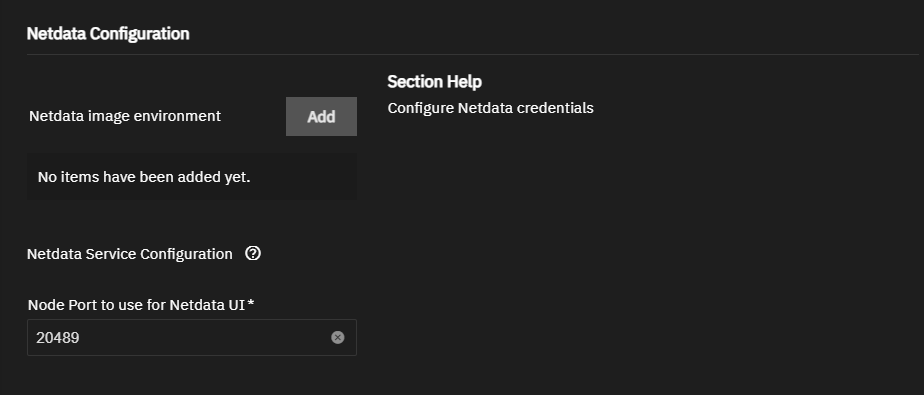 Netdata Configuration
Section Help
Configure Netdata credentials
Netdata image environment
Add
No items have been added yet.
Netdata Service Configuration
Node Port to use for Netdata UI*
20489